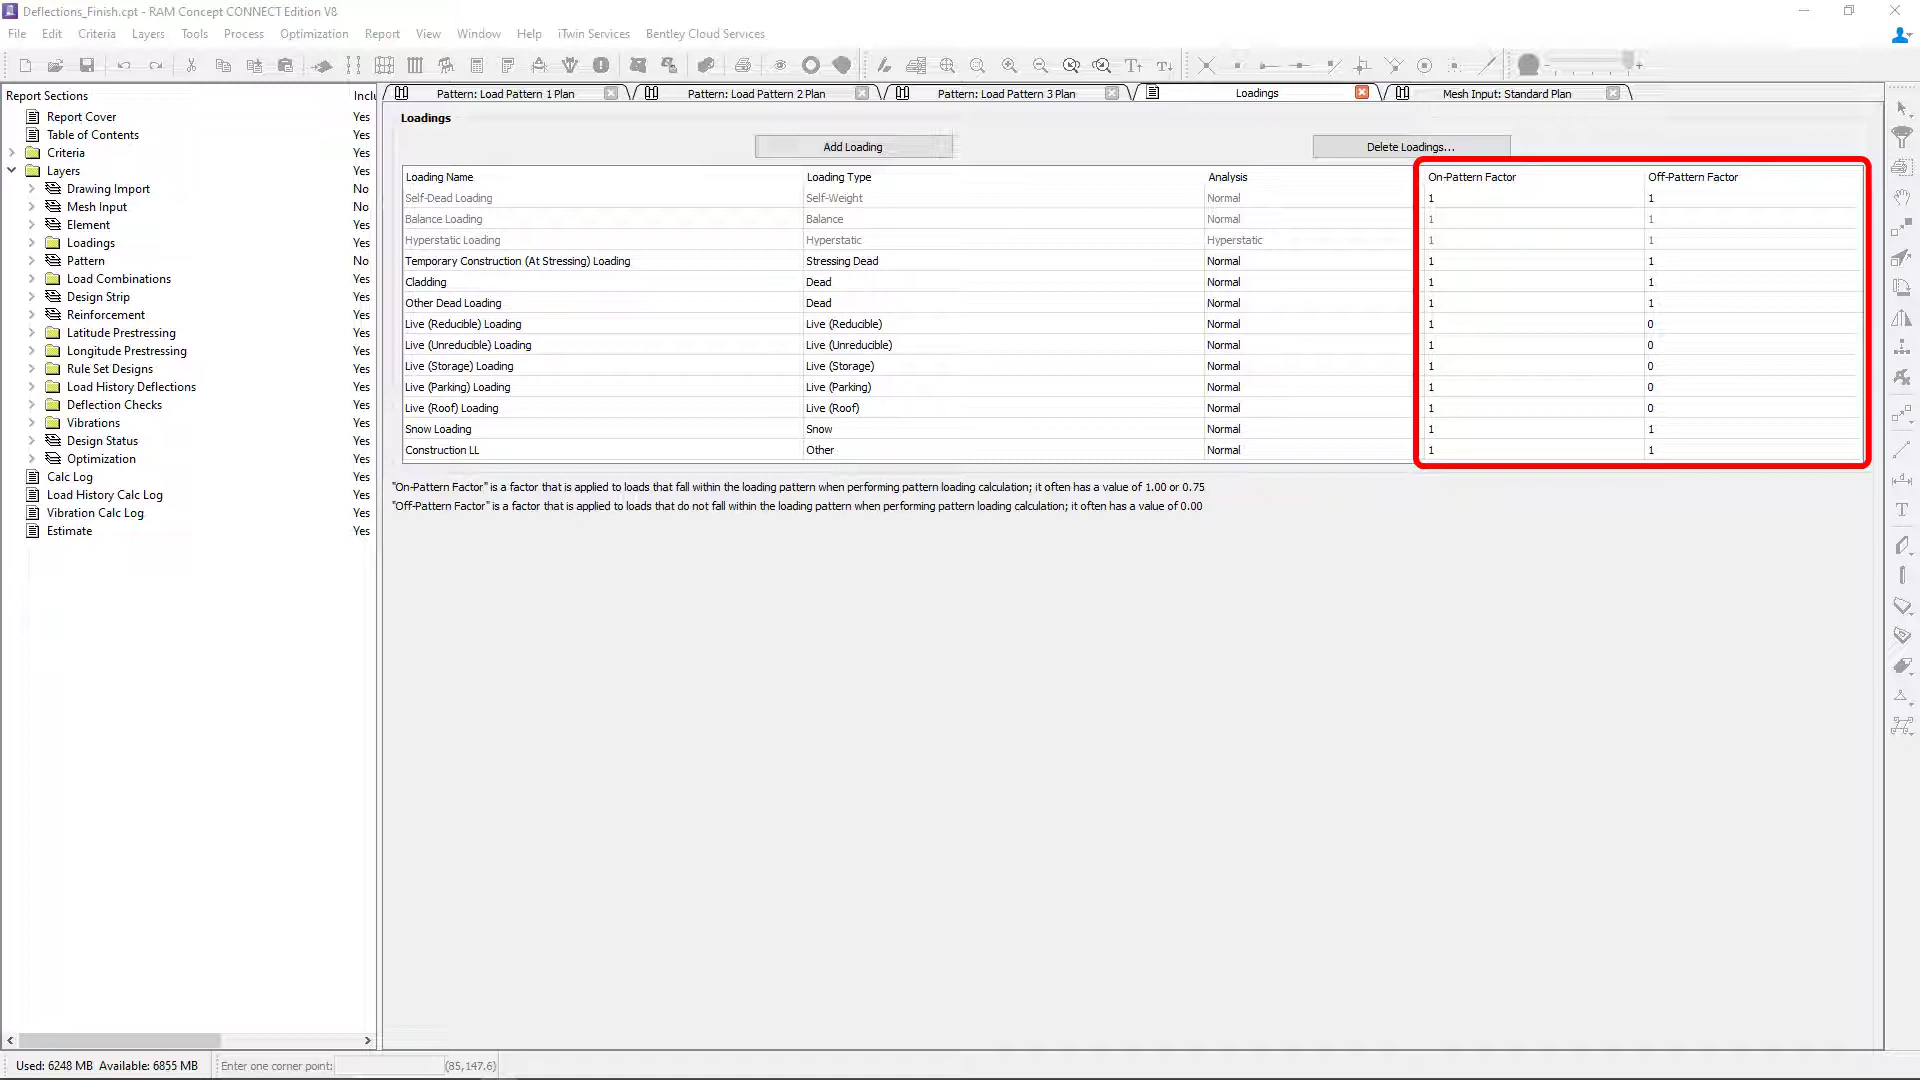 Deflections_Finish.cpt - RAM Concept CONNECT Edition V8
File Edit Criteria Layers Tools Process Optimization Report View Window Help iTwin Services Bentley Cloud Services
Report Sections Inclu
Report Cover Yes
Table of Contents Yes
Criteria Yes
Layers Yes
Drawing Import No
Mesh Input No
Element Yes
Loadings Yes
Pattern No
Load Combinations Yes
Design Strip Yes
Reinforcement Yes
Latitude Prestressing Yes
Longitude Prestressing Yes
Rule Set Designs Yes
Load History Deflections Yes
Deflection Checks Yes
Vibrations Yes
Design Status Yes
Optimization Yes
Calc Log Yes
Load History Calc Log Yes
Vibration Calc Log Yes
Estimate Yes
Pattern: Load Pattern 1 Plan Pattern: Load Pattern 2 Plan Pattern: Load Pattern 3 Plan Loadings Mesh Input: Standard Plan
Loadings
Add Loading Delete Loadings...
Loading Name Loading Type Analysis On-Pattern Factor Off-Pattern Factor
Self-Dead Loading Self-Weight Normal 1 1
Balance Loading Balance Normal 1 1
Hyperstatic Loading Hyperstatic Hyperstatic 1 1
Temporary Construction (At Stressing) Loading Stressing Dead Normal 1 1
Cladding Dead Normal 1 1
Other Dead Loading Dead Normal 1 1
Live (Reducible) Loading Live (Reducible) Normal 1 0
Live (Unreducible) Loading Live (Unreducible) Normal 1 0
Live (Storage) Loading Live (Storage) Normal 1 0
Live (Parking) Loading Live (Parking) Normal 1 0
Live (Roof) Loading Live (Roof) Normal 1 0
Snow Loading Snow Normal 1 1
Construction LL Other Normal 1 1
"On-Pattern Factor" is a factor that is applied to loads that fall within the loading pattern when performing pattern loading calculation; it often has a value of 1.00 or 0.75
"Off-Pattern Factor" is a factor that is applied to loads that do not fall within the loading pattern when performing pattern loading calculation; it often has a value of 0.00
Used: 6248 MB Available: 6855 MB Enter one corner point: (85,147.6)